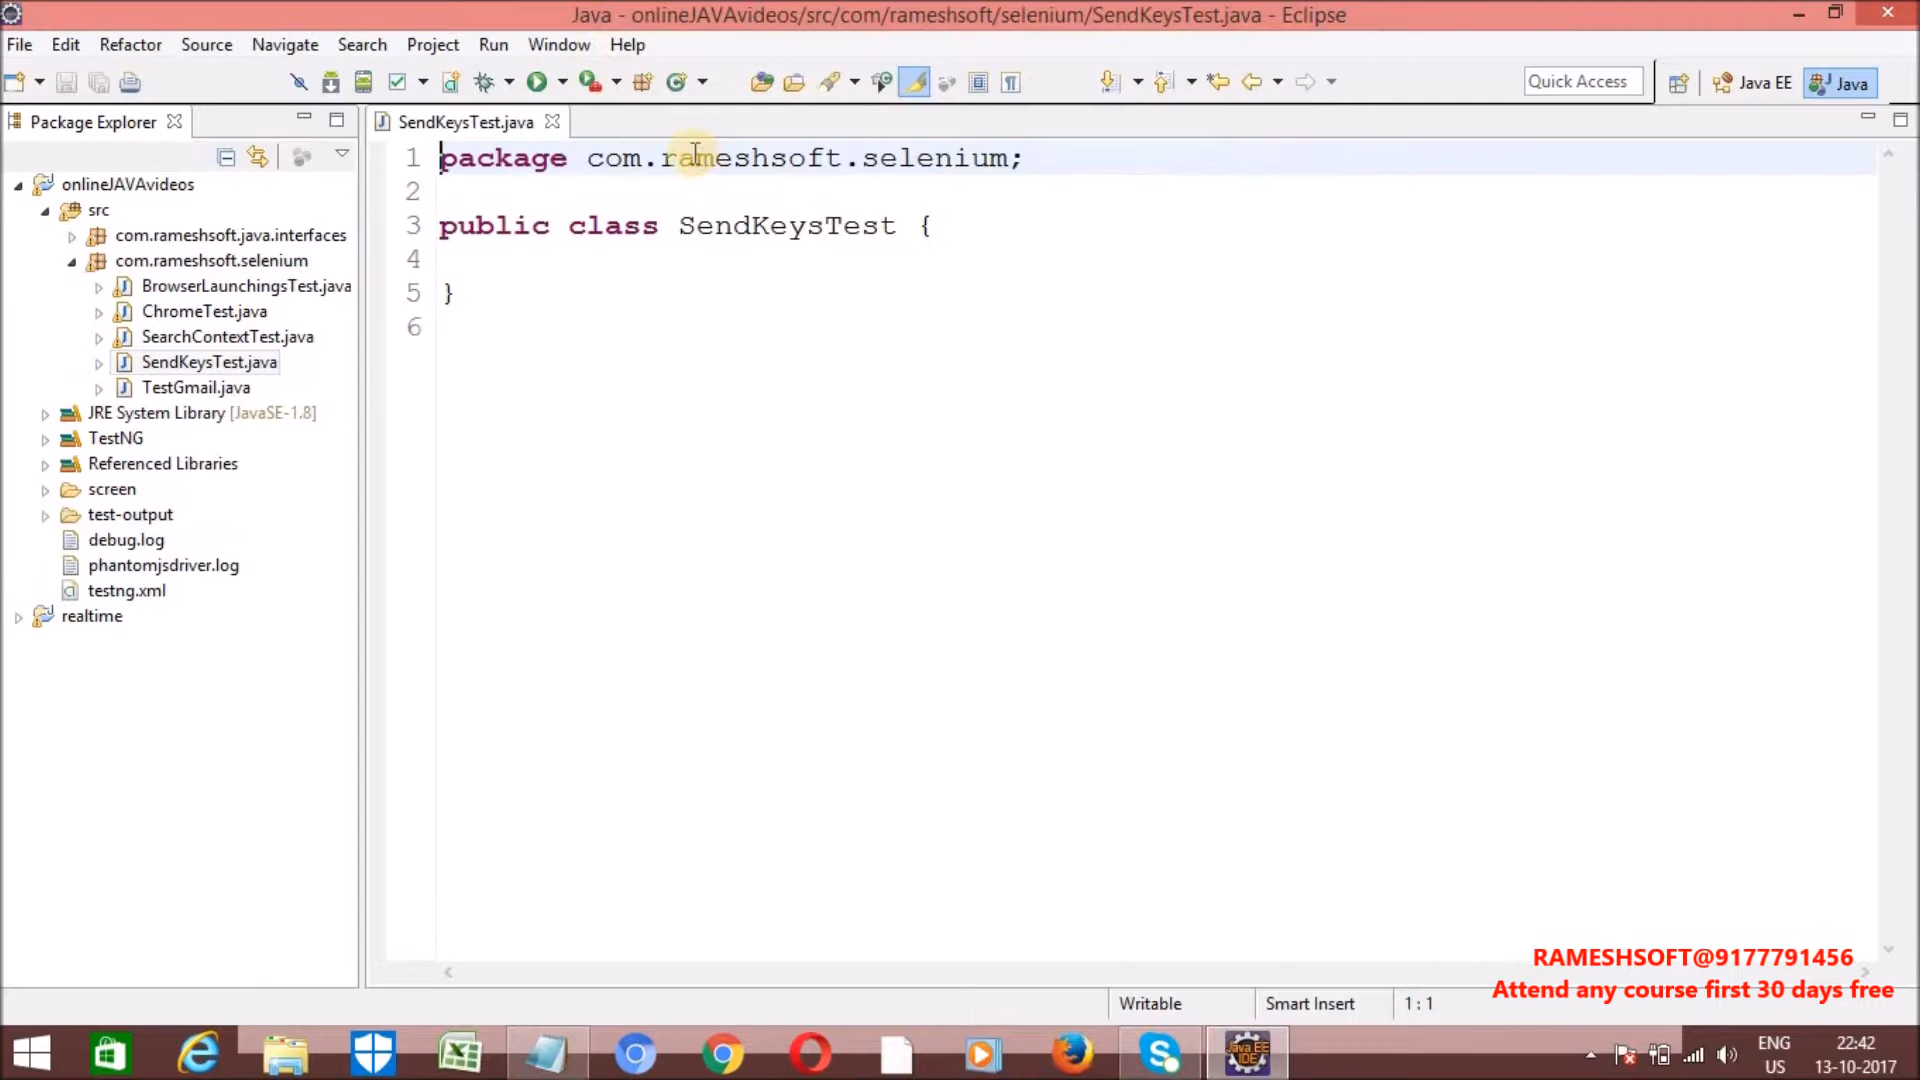 Java - onlineJAVAvideos/src/com/rameshsoft/selenium/SendKeysTest.java - Eclipse
File Edit Refactor Source Navigate Search Project Run Window Help
Quick Access Java EE Java
Package Explorer
SendKeysTest.java
onlineJAVAvideos
src
com.rameshsoft.java.interfaces
com.rameshsoft.selenium
BrowserLaunchingsTest.java
ChromeTest.java
SearchContextTest.java
SendKeysTest.java
TestGmail.java
JRE System Library [JavaSE-1.8]
TestNG
Referenced Libraries
screen
test-output
debug.log
phantomjsdriver.log
testng.xml
realtime
1 package com.rameshsoft.selenium;
2
3 public class SendKeysTest {
4
5 }
6
RAMESHSOFT@9177791456
Attend any course first 30 days free
Writable Smart Insert 1 : 1
Java EE
IDE
ENG
US
22:42
13-10-2017